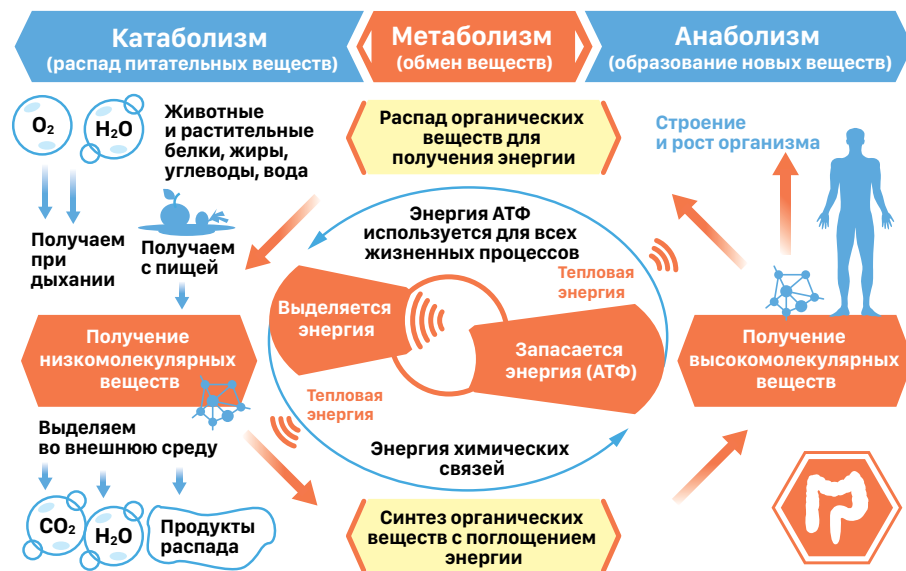 Катаболизм
(распад питательных веществ)
Метаболизм
(обмен веществ)
Анаболизм
(образование новых веществ)
O₂
H₂O
Животные
и растительные
белки, жиры,
углеводы, вода
Распад органических
веществ для
получения энергии
Строение
и рост организма
Получаем
при
дыхании
Получаем
с пищей
Энергия АТФ
используется для всех
жизненных процессов
Тепловая
энергия
Выделяется
энергия
Запасается
энергия (АТФ)
Получение
низкомолекулярных
веществ
Получение
высокомолекулярных
веществ
Тепловая
энергия
Выделяем
во внешнюю среду
Энергия химических
связей
CO₂
H₂O
Продукты
распада
Синтез органических
веществ с поглощением
энергии